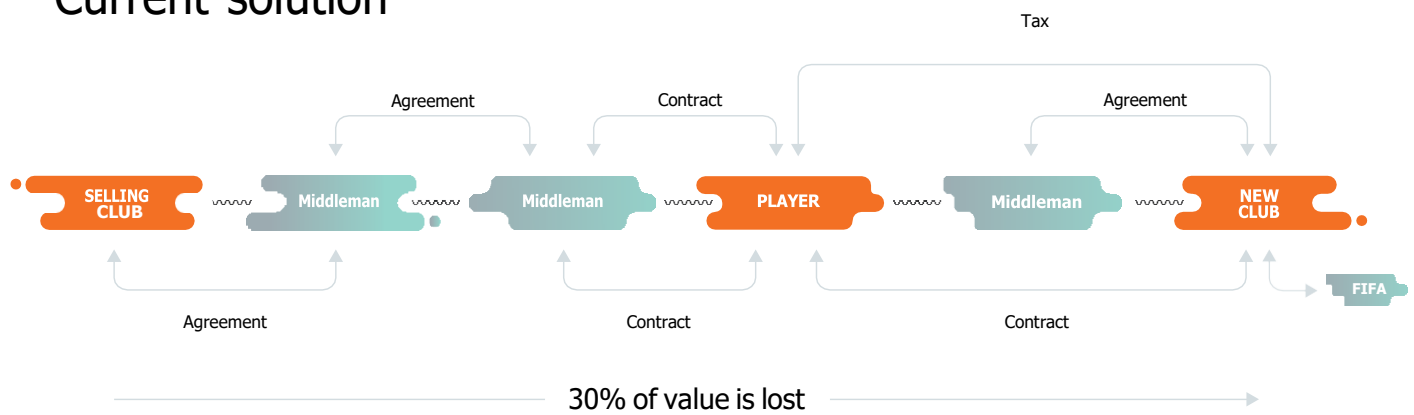 Current solution
Tax
Agreement
Contract
Agreement
SELLING
CLUB
Middleman
Middleman
PLAYER
Middleman
NEW
CLUB
FIFA
Agreement
Contract
Contract
30% of value is lost